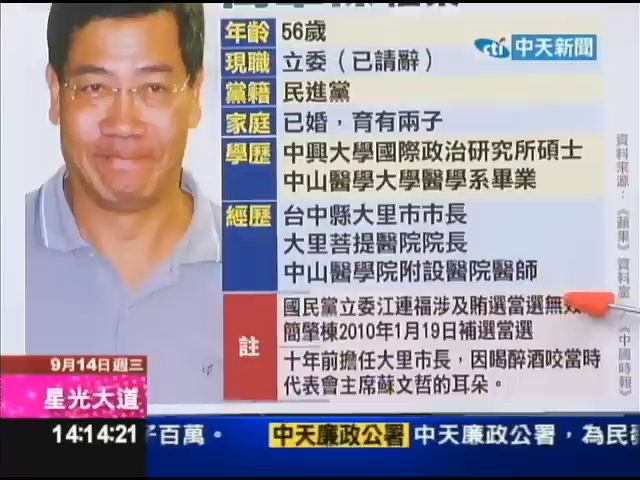 年齡 56歲
cti 中天新聞
現職 立委（已請辭）
黨籍 民進黨
家庭 已婚，育有兩子
學歷 中興大學國際政治研究所碩士
中山醫學大學醫學系畢業
經歷 台中縣大里市市長
大里菩提醫院院長
中山醫學院附設醫院醫師
註 國民黨立委江連福涉及賄選當選無
簡肇棟2010年1月19日補選當選
十年前擔任大里市長，因喝醉酒咬當時
代表會主席蘇文哲的耳朵。
資料來源：《蘋果》資料室《中國時報》
9月14日週三
星光大道
14:14:21 子百萬。 中天廉政公署 中天廉政公署，為民